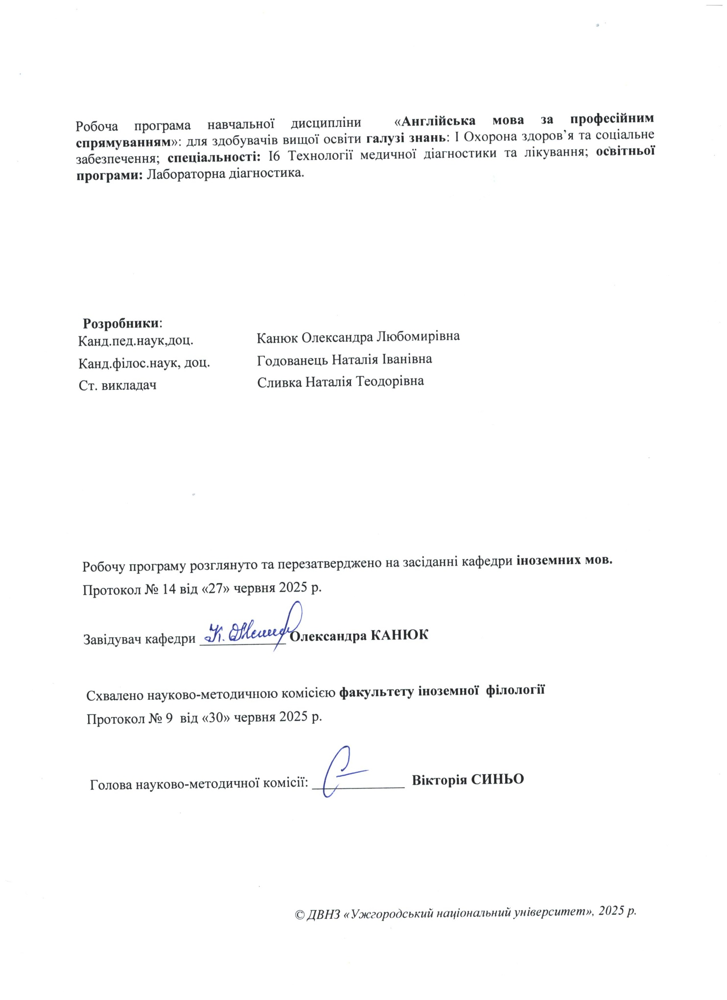 Робоча програма навчальної дисципліни «Англійська мова за професійним
спрямуванням»: для здобувачів вищої освіти галузі знань: І Охорона здоров’я та соціальне
забезпечення; спеціальності: І6 Технології медичної діагностики та лікування; освітньої
програми: Лабораторна діагностика.
Розробники:
Канд.пед.наук,доц. Канюк Олександра Любомирівна
Канд.філос.наук, доц. Годованець Наталія Іванівна
Ст. викладач Сливка Наталія Теодорівна
Робочу програму розглянуто та перезатверджено на засіданні кафедри іноземних мов.
Протокол № 14 від «27» червня 2025 р.
Завідувач кафедри Олександра КАНЮК
Схвалено науково-методичною комісією факультету іноземної філології
Протокол № 9 від «30» червня 2025 р.
Голова науково-методичної комісії: Вікторія СИНЬО
© ДВНЗ «Ужгородський національний університет», 2025 р.